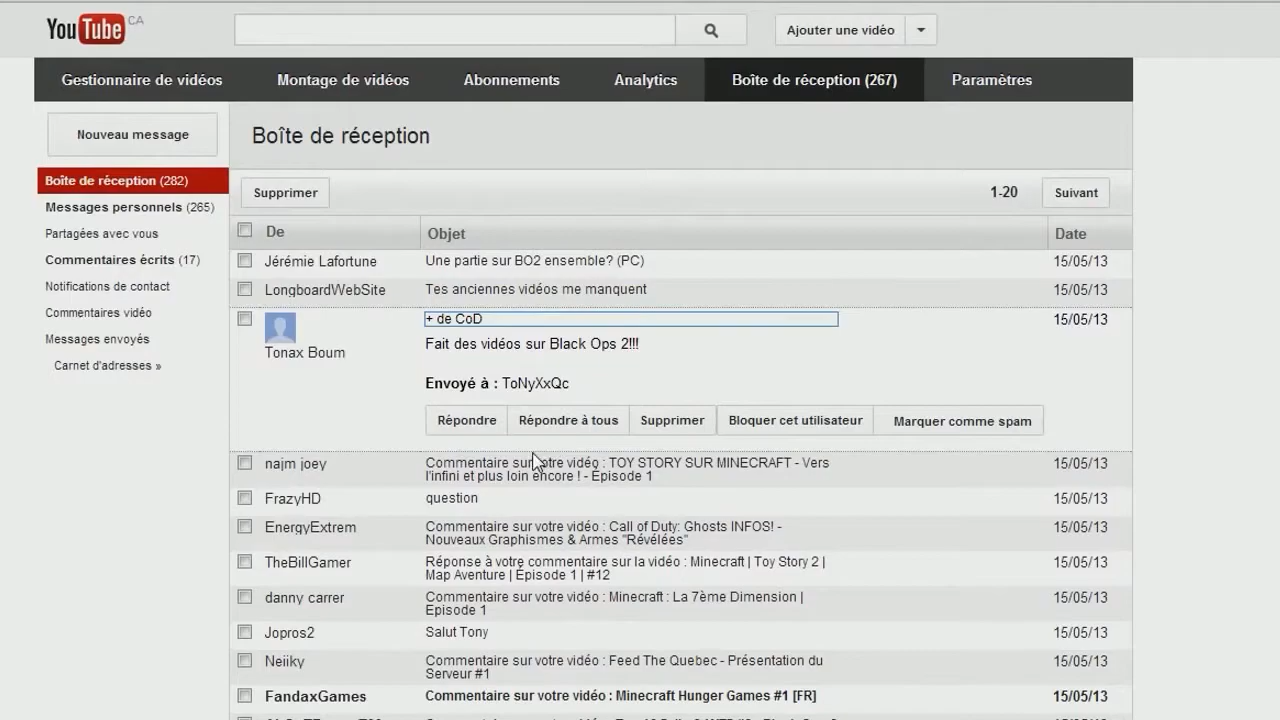 YouTube CA
Ajouter une vidéo
Gestionnaire de vidéos Montage de vidéos Abonnements Analytics Boîte de réception (267) Paramètres
Nouveau message
Boîte de réception
Boîte de réception (282)
Messages personnels (265)
Partagées avec vous
Commentaires écrits (17)
Notifications de contact
Commentaires vidéo
Messages envoyés
Carnet d'adresses »
Supprimer 1-20 Suivant
De Objet Date
Jérémie Lafortune Une partie sur BO2 ensemble? (PC) 15/05/13
LongboardWebSite Tes anciennes vidéos me manquent 15/05/13
+ de CoD 15/05/13
Tonax Boum
Fait des vidéos sur Black Ops 2!!!
Envoyé à : ToNyXxQc
Répondre Répondre à tous Supprimer Bloquer cet utilisateur Marquer comme spam
najm joey Commentaire sur votre vidéo : TOY STORY SUR MINECRAFT - Vers 15/05/13
l'infini et plus loin encore ! - Épisode 1
FrazyHD question 15/05/13
EnergyExtrem Commentaire sur votre vidéo : Call of Duty: Ghosts INFOS! - 15/05/13
Nouveaux Graphismes & Armes "Révélées"
TheBillGamer Réponse à votre commentaire sur la vidéo : Minecraft | Toy Story 2 | 15/05/13
Map Aventure | Épisode 1 | #12
danny carrer Commentaire sur votre vidéo : Minecraft : La 7ème Dimension | 15/05/13
Episode 1
Jopros2 Salut Tony 15/05/13
Neiiky Commentaire sur votre vidéo : Feed The Quebec - Présentation du 15/05/13
Serveur #1
FandaxGames Commentaire sur votre vidéo : Minecraft Hunger Games #1 [FR] 15/05/13